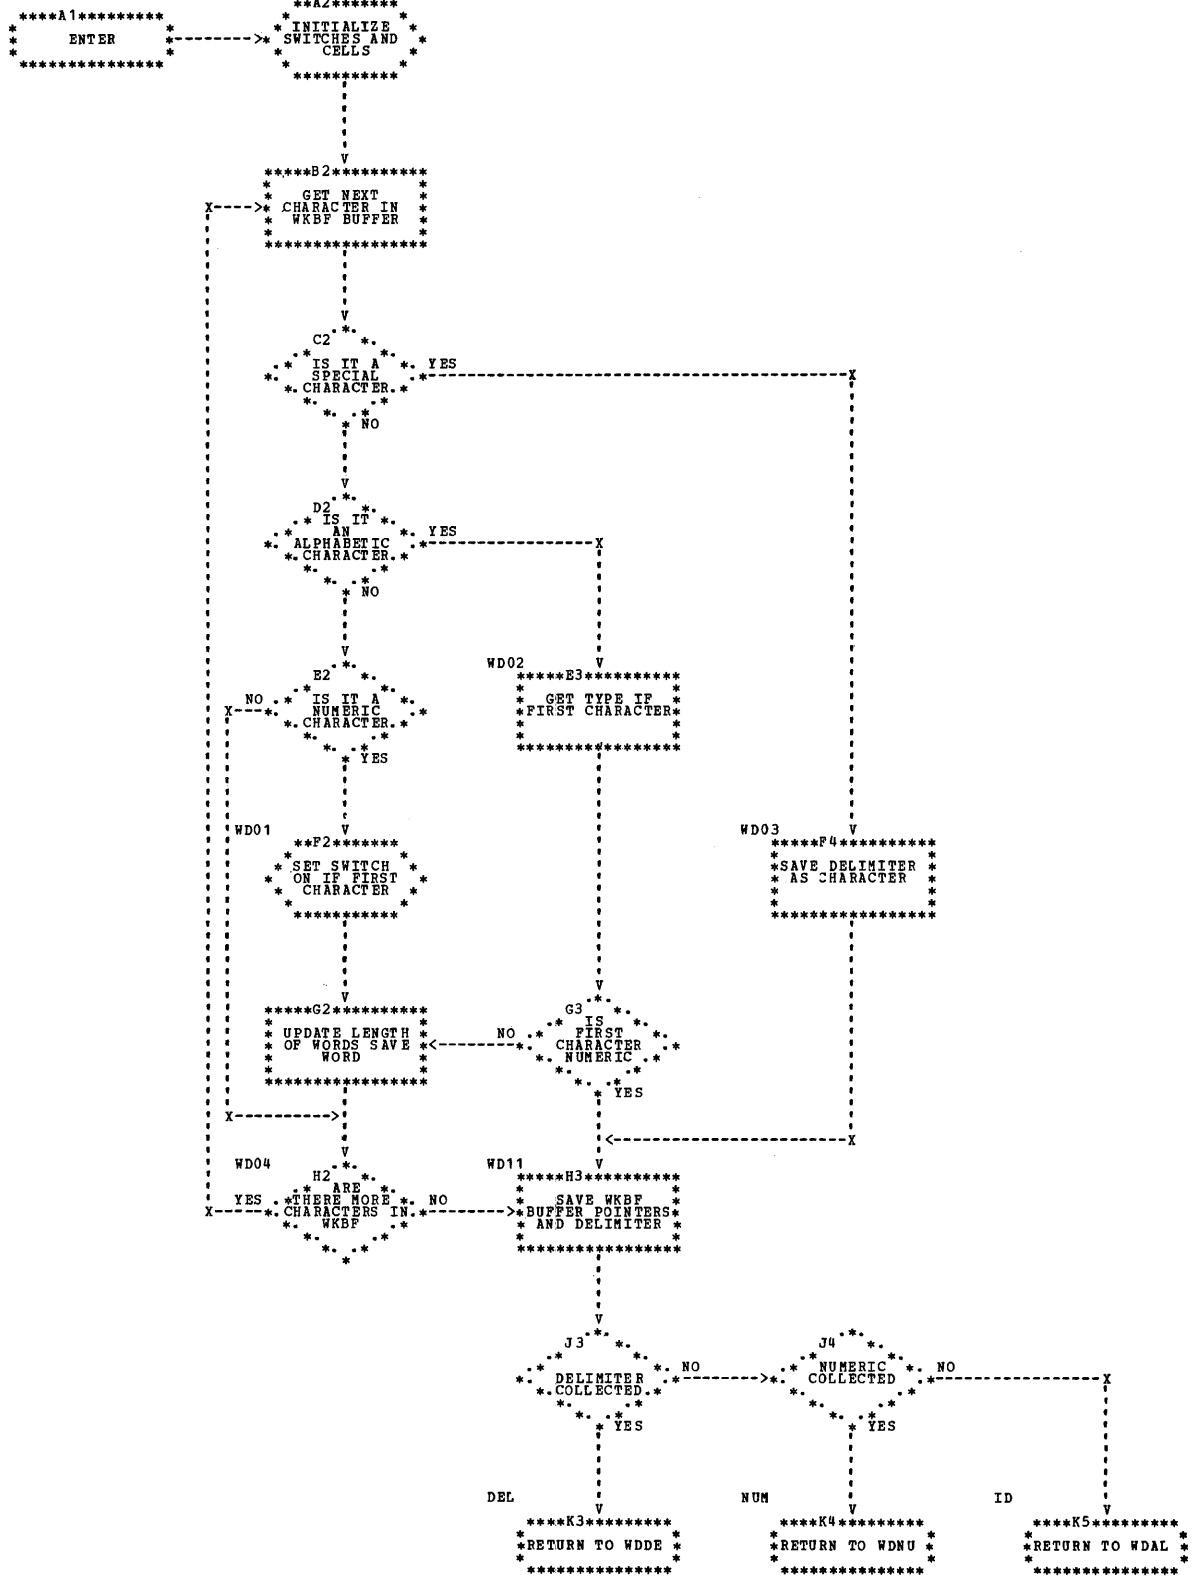 A1
ENTER
A2
INITIALIZE
SWITCHES AND
CELLS
B2
GET NEXT
CHARACTER IN
WKBF BUFFER
C2
IS IT A
SPECIAL
CHARACTER
YES
NO
D2
IS IT
AN
ALPHABETIC
CHARACTER
YES
NO
E2
IS IT A
NUMERIC
CHARACTER
NO
YES
WD02
E3
GET TYPE IF
FIRST CHARACTER
WD01
F2
SET SWITCH
ON IF FIRST
CHARACTER
WD03
F4
SAVE DELIMITER
AS CHARACTER
G2
UPDATE LENGTH
OF WORDS SAVE
WORD
G3
IS
FIRST
CHARACTER
NUMERIC
NO
YES
WD04
H2
ARE
THERE MORE
CHARACTERS IN
WKBF
YES
NO
WD11
H3
SAVE WKBF
BUFFER POINTERS
AND DELIMITER
J3
DELIMITER
COLLECTED
NO
YES
J4
NUMERIC
COLLECTED
NO
YES
DEL
K3
RETURN TO WDDE
NUM
K4
RETURN TO WDNU
ID
K5
RETURN TO WDAL